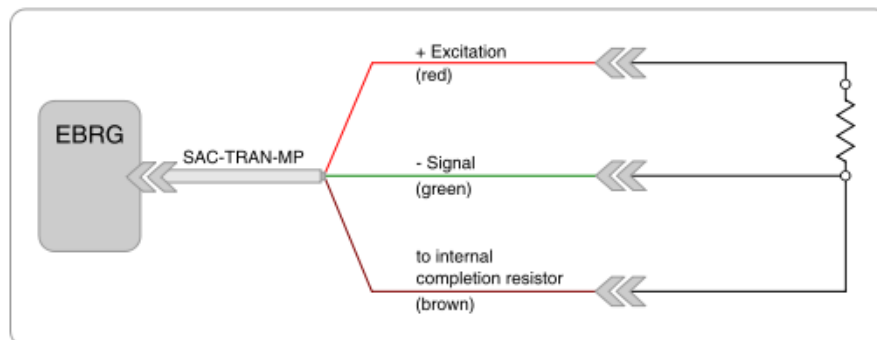 + Excitation
(red)
EBRG
SAC-TRAN-MP
- Signal
(green)
to internal
completion resistor
(brown)